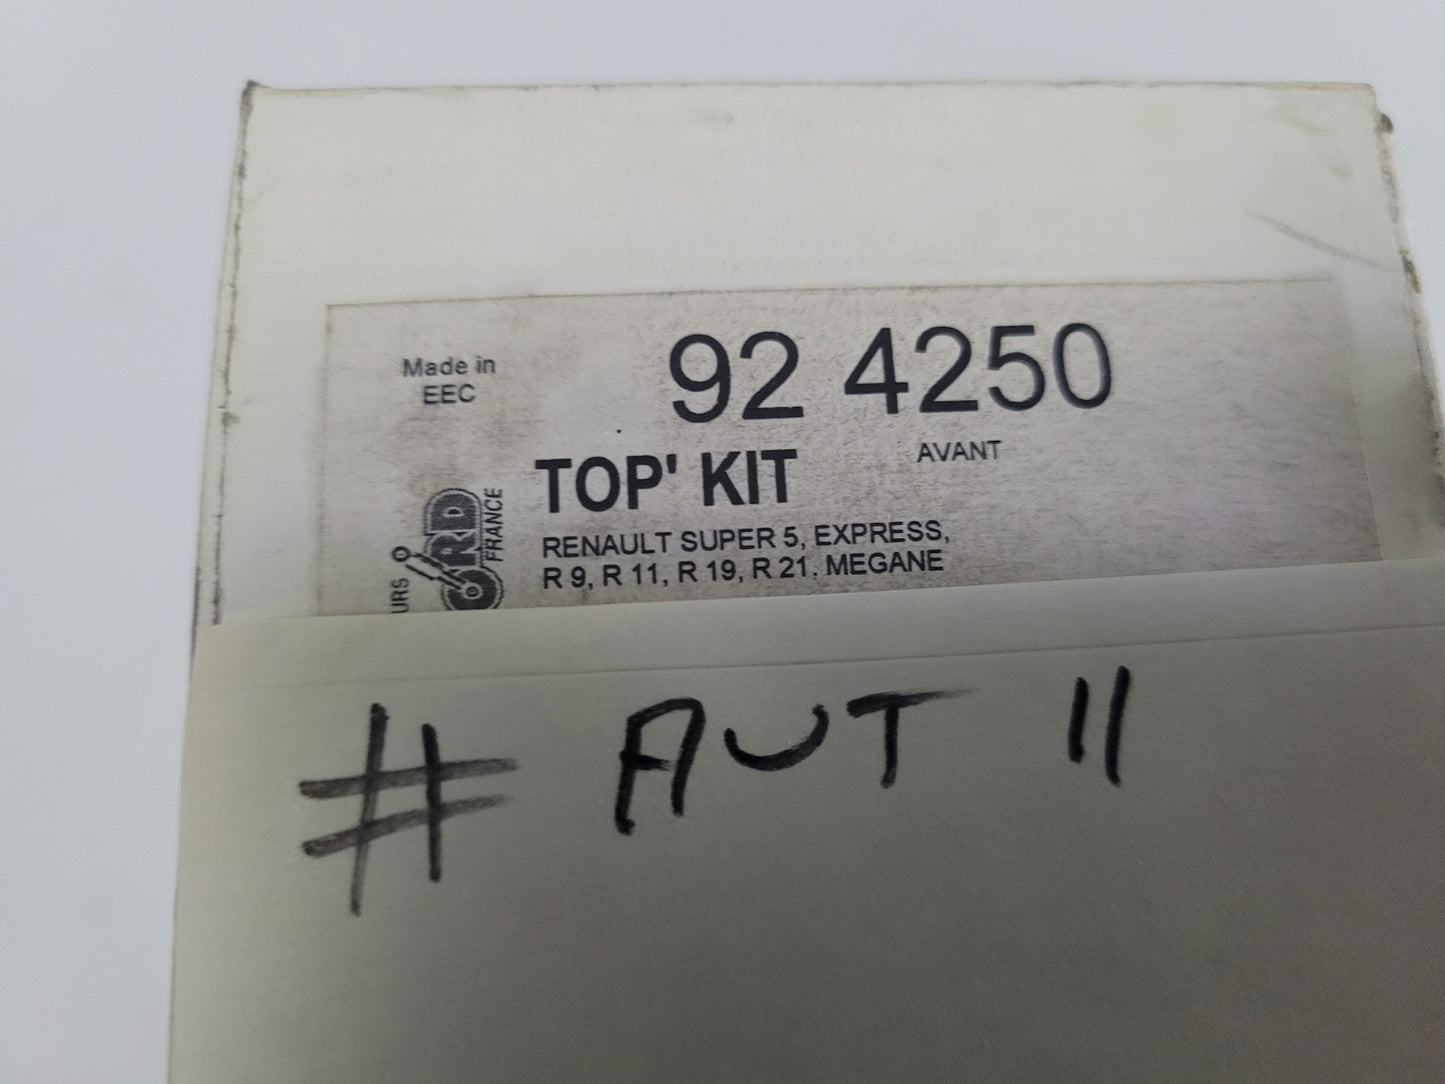 Made in
EEC
92 4250
AVANT
TOP' KIT
RENAULT SUPER 5, EXPRESS,
R 9, R 11, R 19, R 21, MEGANE
FRANCE
# AUT 11